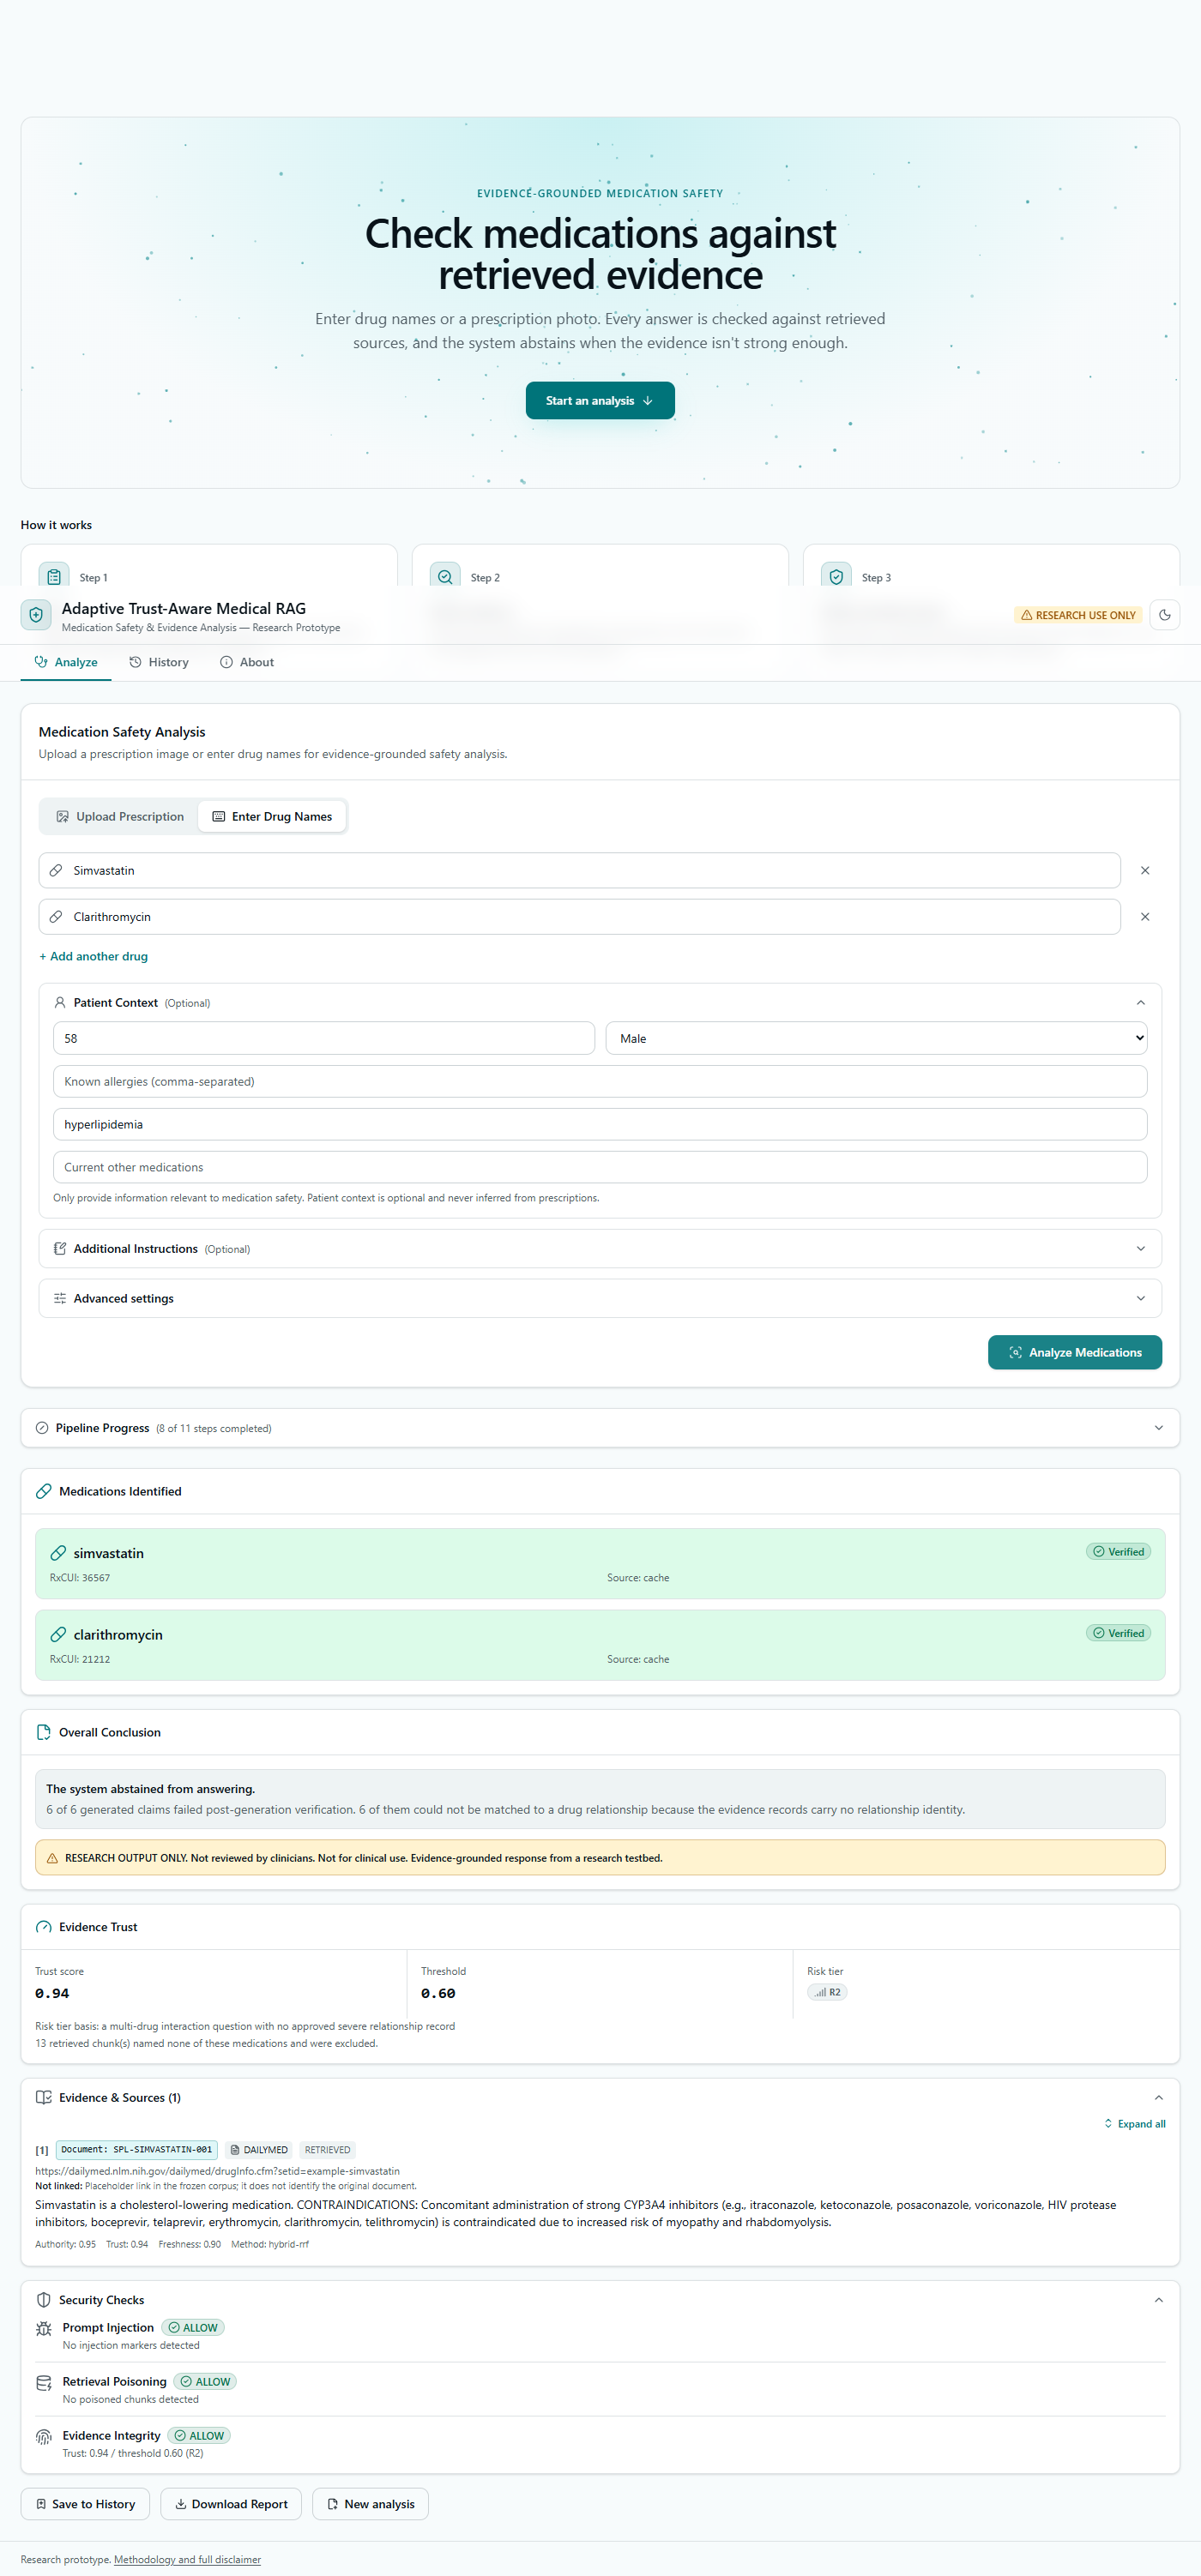 EVIDENCE-GROUNDED MEDICATION SAFETY
Check medications against
retrieved evidence
Enter drug names or a prescription photo. Every answer is checked against retrieved
sources, and the system abstains when the evidence isn't strong enough.
Start an analysis
How it works
Step 1
Step 2
Step 3
Adaptive Trust-Aware Medical RAG
Medication Safety & Evidence Analysis — Research Prototype
RESEARCH USE ONLY
Analyze
History
About
Medication Safety Analysis
Upload a prescription image or enter drug names for evidence-grounded safety analysis.
Upload Prescription
Enter Drug Names
Simvastatin
Clarithromycin
+ Add another drug
Patient Context (Optional)
58
Male
Known allergies (comma-separated)
hyperlipidemia
Current other medications
Only provide information relevant to medication safety. Patient context is optional and never inferred from prescriptions.
Additional Instructions (Optional)
Advanced settings
Analyze Medications
Pipeline Progress (8 of 11 steps completed)
Medications Identified
simvastatin
Verified
RxCUI: 36567
Source: cache
clarithromycin
Verified
RxCUI: 21212
Source: cache
Overall Conclusion
The system abstained from answering.
6 of 6 generated claims failed post-generation verification. 6 of them could not be matched to a drug relationship because the evidence records carry no relationship identity.
RESEARCH OUTPUT ONLY. Not reviewed by clinicians. Not for clinical use. Evidence-grounded response from a research testbed.
Evidence Trust
Trust score
0.94
Threshold
0.60
Risk tier
R2
Risk tier basis: a multi-drug interaction question with no approved severe relationship record
13 retrieved chunk(s) named none of these medications and were excluded.
Evidence & Sources (1)
Expand all
[1] Document: SPL-SIMVASTATIN-001 DAILYMED RETRIEVED
https://dailymed.nlm.nih.gov/dailymed/drugInfo.cfm?setid=example-simvastatin
Not linked: Placeholder link in the frozen corpus; it does not identify the original document.
Simvastatin is a cholesterol-lowering medication. CONTRAINDICATIONS: Concomitant administration of strong CYP3A4 inhibitors (e.g., itraconazole, ketoconazole, posaconazole, voriconazole, HIV protease
inhibitors, boceprevir, telaprevir, erythromycin, clarithromycin, telithromycin) is contraindicated due to increased risk of myopathy and rhabdomyolysis.
Authority: 0.95 Trust: 0.94 Freshness: 0.90 Method: hybrid-rrf
Security Checks
Prompt Injection ALLOW
No injection markers detected
Retrieval Poisoning ALLOW
No poisoned chunks detected
Evidence Integrity ALLOW
Trust: 0.94 / threshold 0.60 (R2)
Save to History
Download Report
New analysis
Research prototype. Methodology and full disclaimer